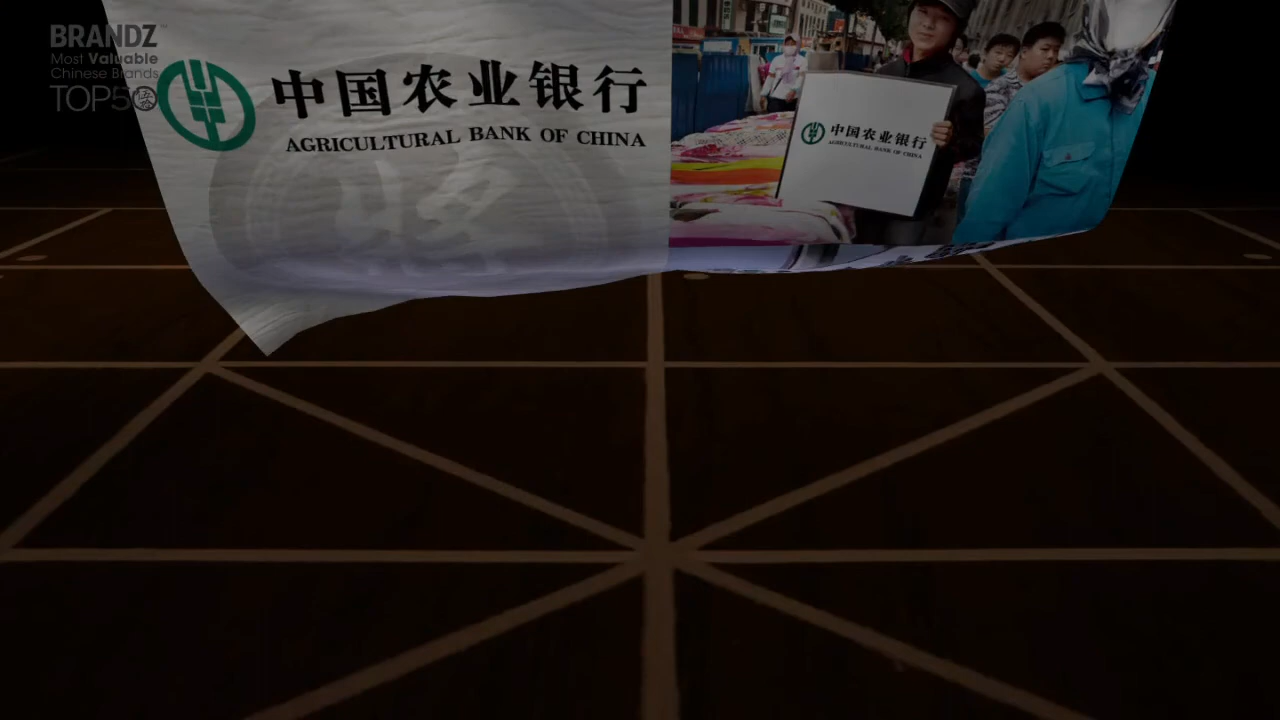 BRANDZ™
Most Valuable
Chinese Brands
TOP50
中国农业银行
AGRICULTURAL BANK OF CHINA
中国农业银行
AGRICULTURAL BANK OF CHINA